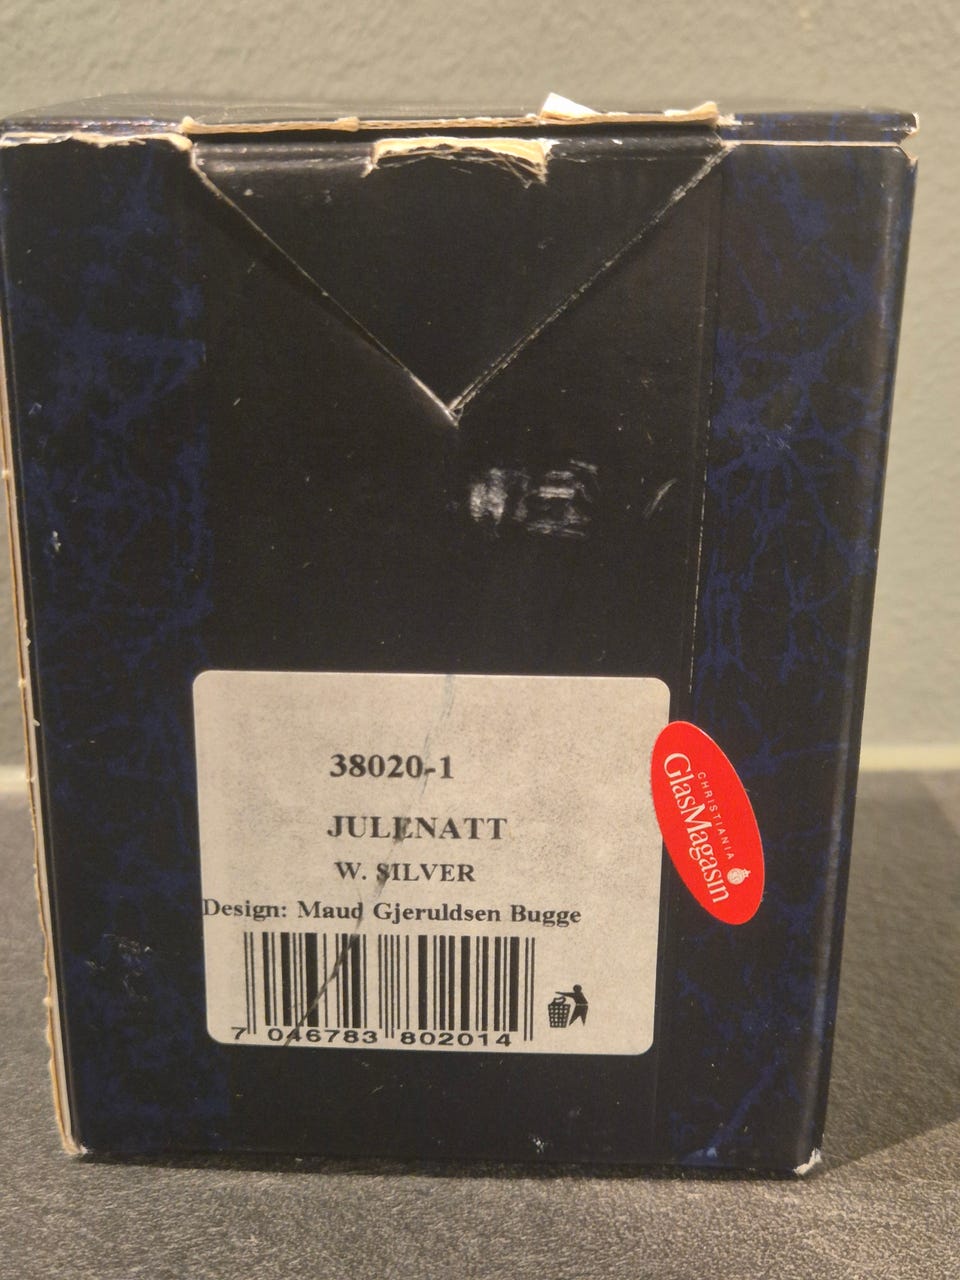 38020-1
JULENATT
W. SILVER
Design: Maud Gjeruldsen Bugge
7 046783 802014
CHRISTIANIA
GlasMagasin